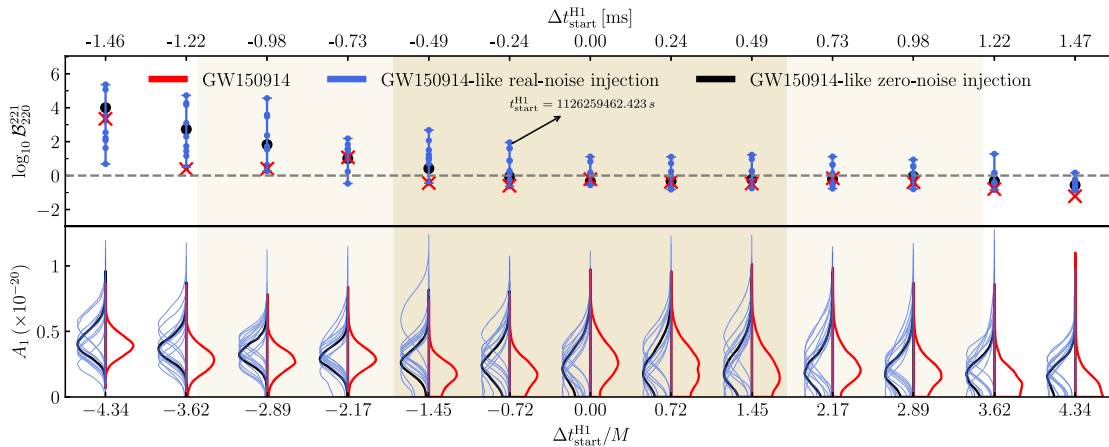 Δt_start^H1 [ms]
−1.46 −1.22 −0.98 −0.73 −0.49 −0.24 0.00 0.24 0.49 0.73 0.98 1.22 1.47
GW150914 GW150914-like real-noise injection GW150914-like zero-noise injection
t_start^H1 = 1126259462.423 s
log₁₀ B_220^221
6
4
2
0
−2
A₁ (×10⁻²⁰)
1
0.5
0
−4.34 −3.62 −2.89 −2.17 −1.45 −0.72 0.00 0.72 1.45 2.17 2.89 3.62 4.34
Δt_start^H1/M